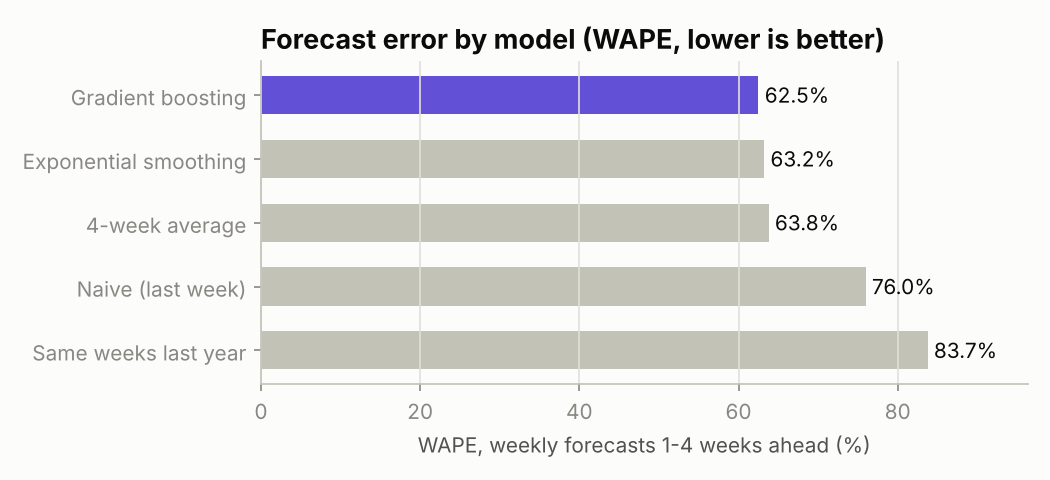 Forecast error by model (WAPE, lower is better)
Gradient boosting 62.5%
Exponential smoothing 63.2%
4-week average 63.8%
Naive (last week) 76.0%
Same weeks last year 83.7%
0 20 40 60 80
WAPE, weekly forecasts 1-4 weeks ahead (%)